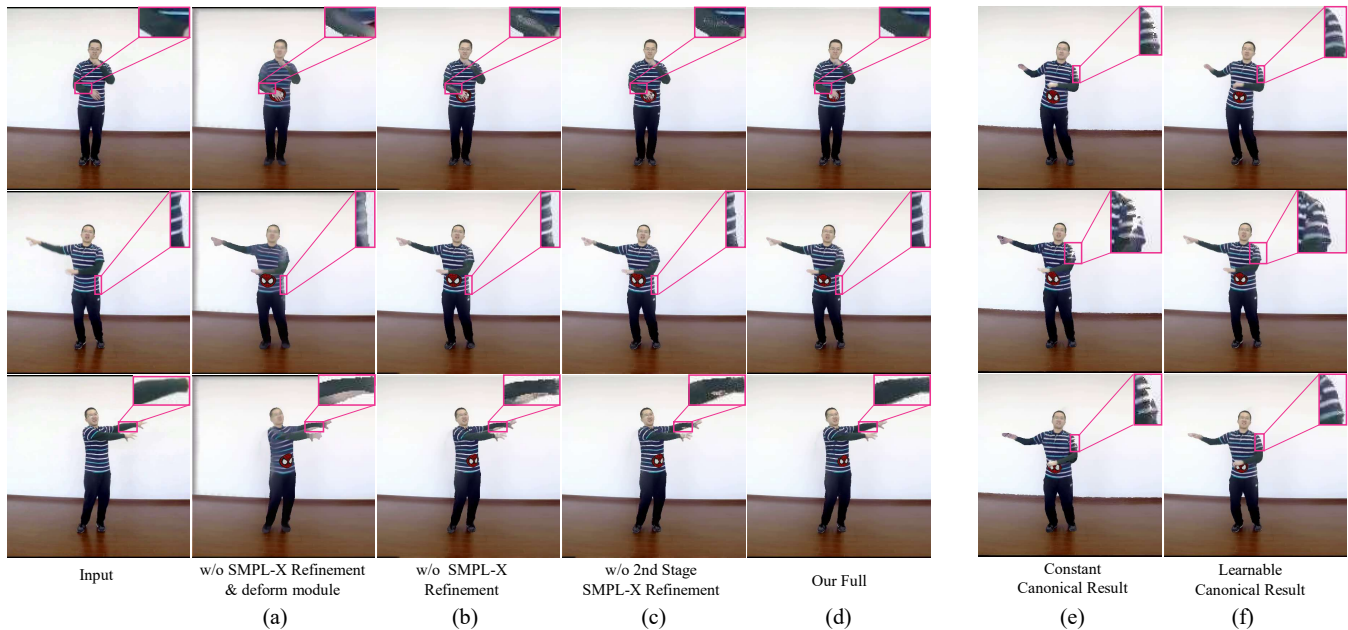 Input
w/o SMPL-X Refinement
& deform module
w/o SMPL-X
Refinement
w/o 2nd Stage
SMPL-X Refinement
Our Full
Constant
Canonical Result
Learnable
Canonical Result
(a)
(b)
(c)
(d)
(e)
(f)